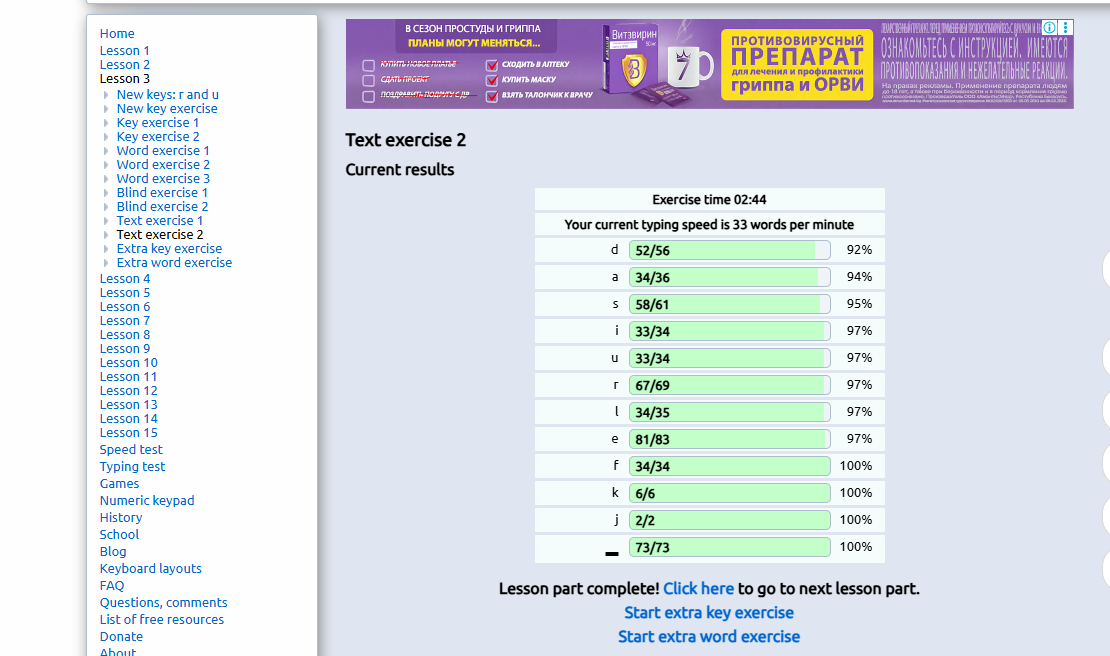 Home
Lesson 1
Lesson 2
Lesson 3
New keys: r and u
New key exercise
Key exercise 1
Key exercise 2
Word exercise 1
Word exercise 2
Word exercise 3
Blind exercise 1
Blind exercise 2
Text exercise 1
Text exercise 2
Extra key exercise
Extra word exercise
Lesson 4
Lesson 5
Lesson 6
Lesson 7
Lesson 8
Lesson 9
Lesson 10
Lesson 11
Lesson 12
Lesson 13
Lesson 14
Lesson 15
Speed test
Typing test
Games
Numeric keypad
History
School
Blog
Keyboard layouts
FAQ
Questions, comments
List of free resources
Donate
About
В СЕЗОН ПРОСТУДЫ И ГРИППА
ПЛАНЫ МОГУТ МЕНЯТЬСЯ...
КУПИТЬ НОВОЕ ПЛАТЬЕ
СДАТЬ ПРОЕКТ
ПОЗДРАВИТЬ ПОДРУГУ С ДР
СХОДИТЬ В АПТЕКУ
КУПИТЬ МАСКУ
ВЗЯТЬ ТАЛОНЧИК К ВРАЧУ
Витэвирин
7
ПРОТИВОВИРУСНЫЙ
ПРЕПАРАТ
для лечения и профилактики
гриппа и ОРВИ
ОЗНАКОМЬТЕСЬ С ИНСТРУКЦИЕЙ. ИМЕЮТСЯ
ПРОТИВОПОКАЗАНИЯ И НЕЖЕЛАТЕЛЬНЫЕ РЕАКЦИИ.
На правах рекламы. Применение препарата людям
Text exercise 2
Current results
Exercise time 02:44
Your current typing speed is 33 words per minute
d 52/56 92%
a 34/36 94%
s 58/61 95%
i 33/34 97%
u 33/34 97%
r 67/69 97%
l 34/35 97%
e 81/83 97%
f 34/34 100%
k 6/6 100%
j 2/2 100%
_ 73/73 100%
Lesson part complete! Click here to go to next lesson part.
Start extra key exercise
Start extra word exercise